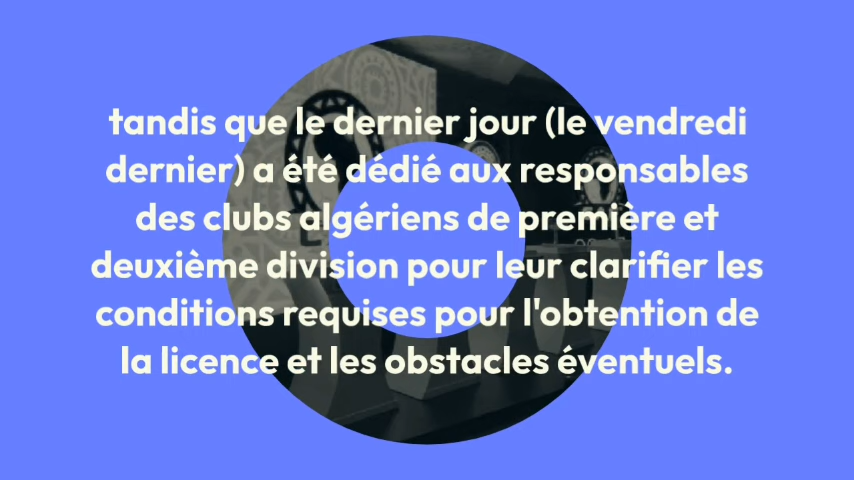 tandis que le dernier jour (le vendredi
dernier) a été dédié aux responsables
des clubs algériens de première et
deuxième division pour leur clarifier les
conditions requises pour l'obtention de
la licence et les obstacles éventuels.